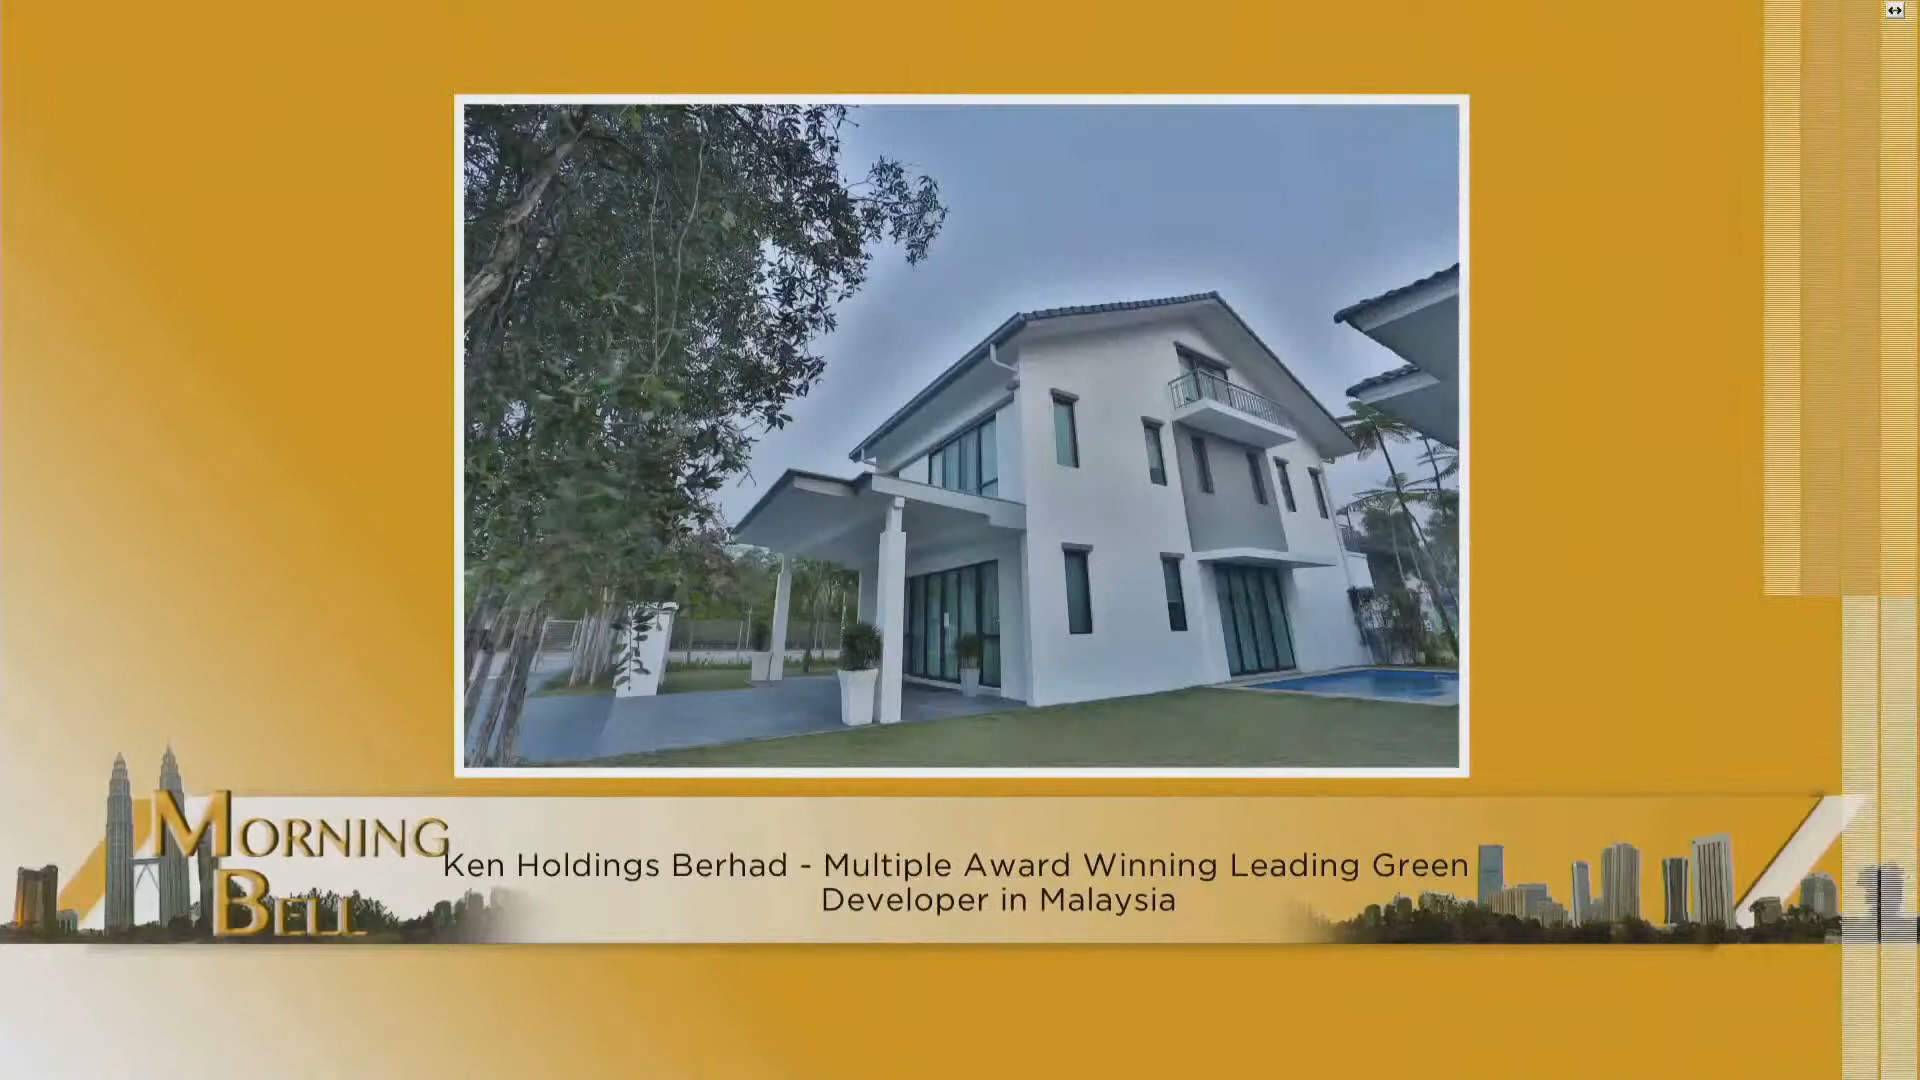 Morning
Bell
Ken Holdings Berhad - Multiple Award Winning Leading Green
Developer in Malaysia